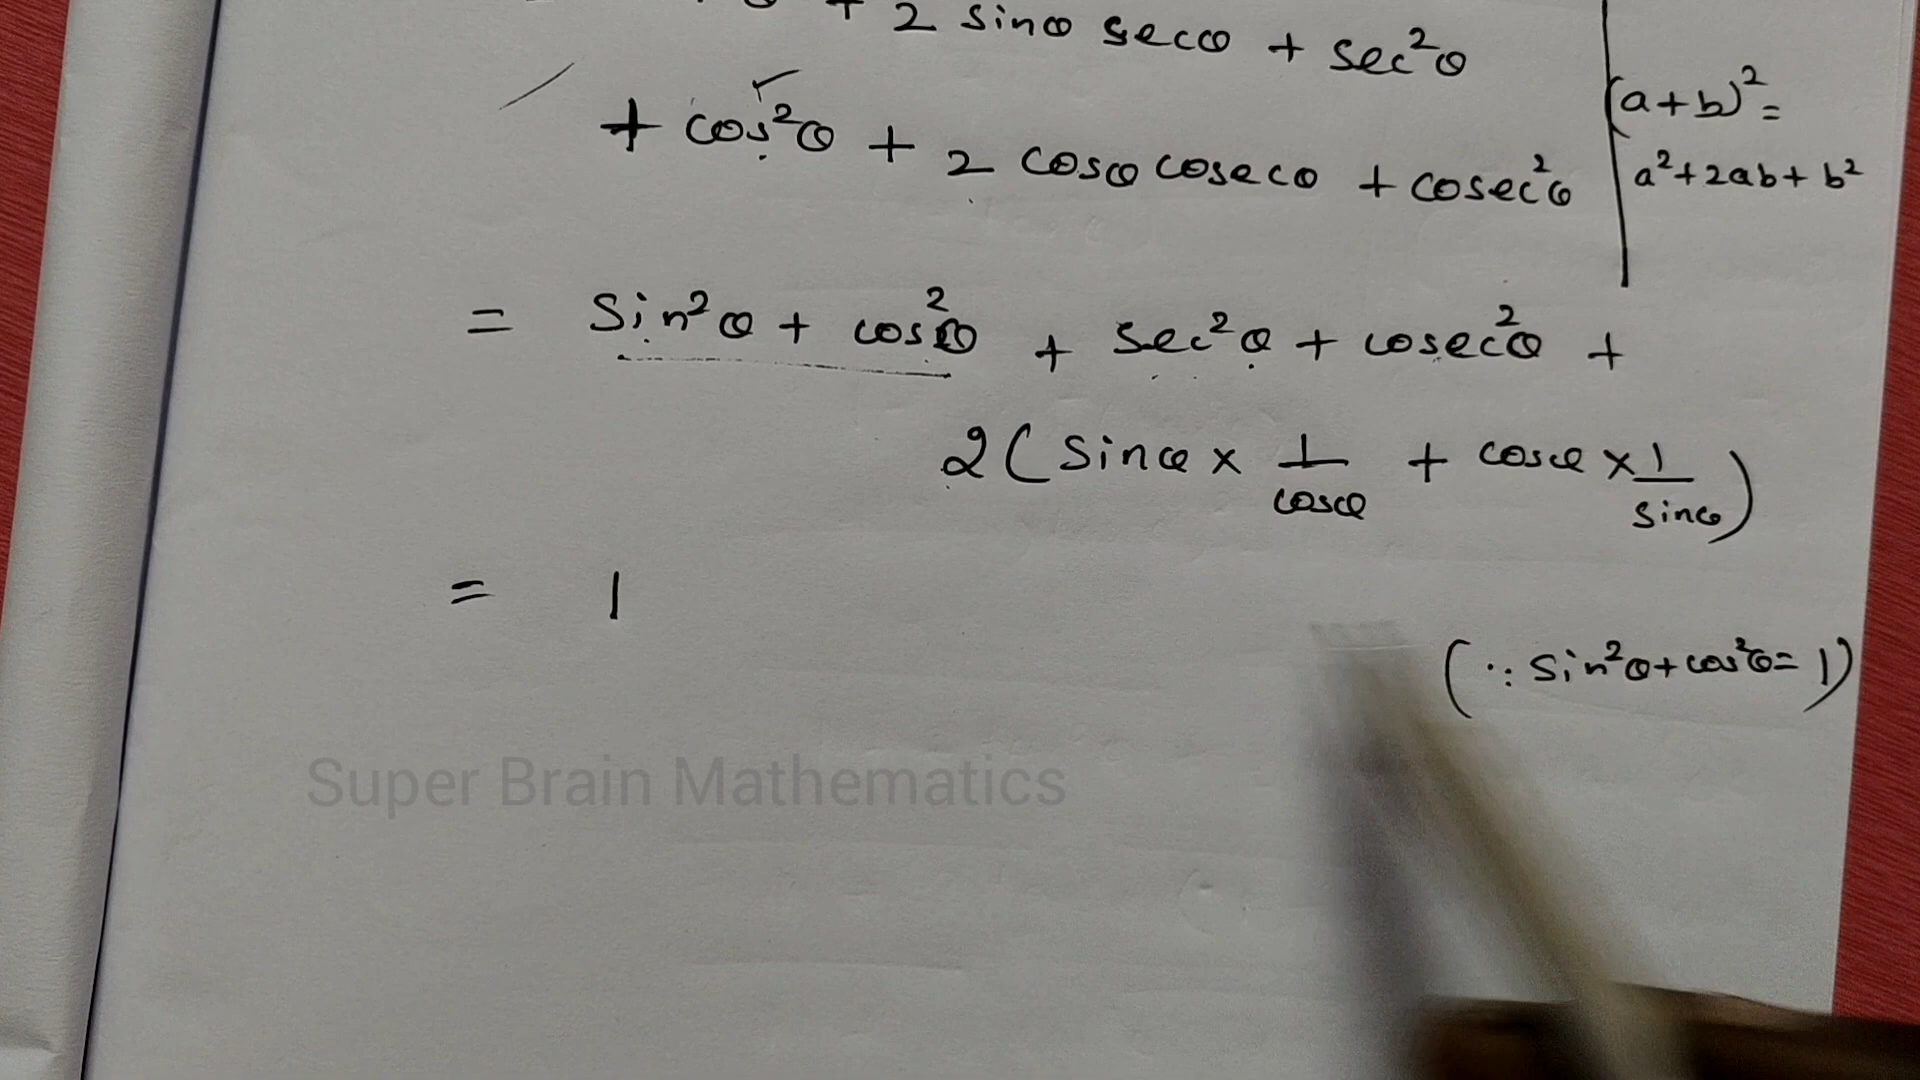 + 2 sinθ secθ + sec²θ
+ cos²θ + 2 cosθ cosecθ + cosec²θ
(a+b)² =
a²+2ab+b²
= sin²θ + cos²θ + sec²θ + cosec²θ +
2(sinθ × 1/cosθ + cosθ × 1/sinθ)
= 1
(∵ sin²θ+cos²θ=1)
Super Brain Mathematics